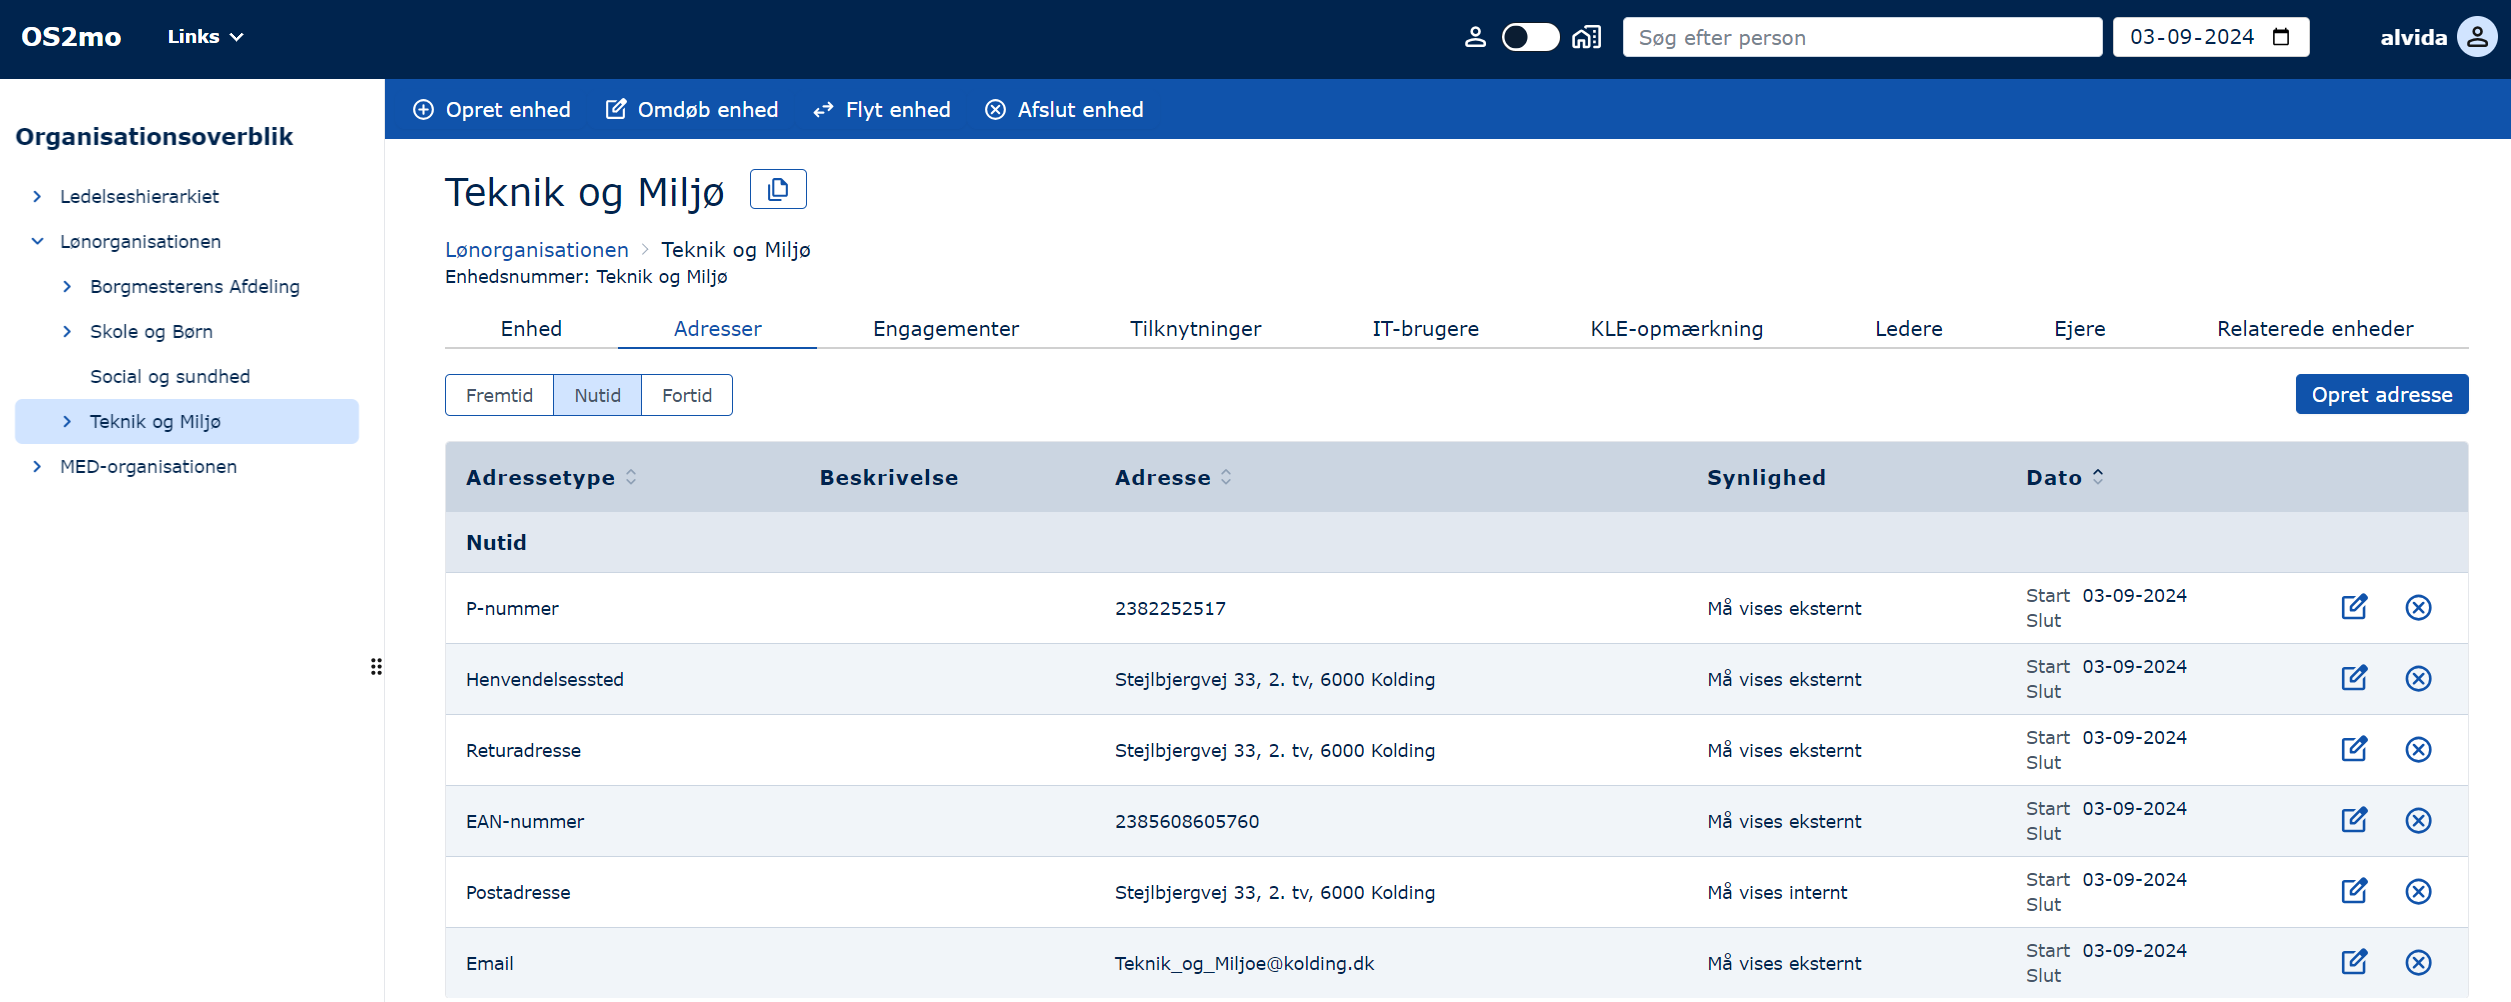 OS2mo Links Søg efter person 03-09-2024 alvida
Opret enhed Omdøb enhed Flyt enhed Afslut enhed
Organisationsoverblik
Ledelseshierarkiet
Lønorganisationen
Borgmesterens Afdeling
Skole og Børn
Social og sundhed
Teknik og Miljø
MED-organisationen
Teknik og Miljø
Lønorganisationen Teknik og Miljø
Enhedsnummer: Teknik og Miljø
Enhed Adresser Engagementer Tilknytninger IT-brugere KLE-opmærkning Ledere Ejere Relaterede enheder
Fremtid Nutid Fortid Opret adresse
Adressetype Beskrivelse Adresse Synlighed Dato
Nutid
P-nummer 2382252517 Må vises eksternt Start 03-09-2024
Slut
Henvendelsessted Stejlbjergvej 33, 2. tv, 6000 Kolding Må vises eksternt Start 03-09-2024
Slut
Returadresse Stejlbjergvej 33, 2. tv, 6000 Kolding Må vises eksternt Start 03-09-2024
Slut
EAN-nummer 2385608605760 Må vises eksternt Start 03-09-2024
Slut
Postadresse Stejlbjergvej 33, 2. tv, 6000 Kolding Må vises internt Start 03-09-2024
Slut
Email Teknik_og_Miljoe@kolding.dk Må vises eksternt Start 03-09-2024
Slut